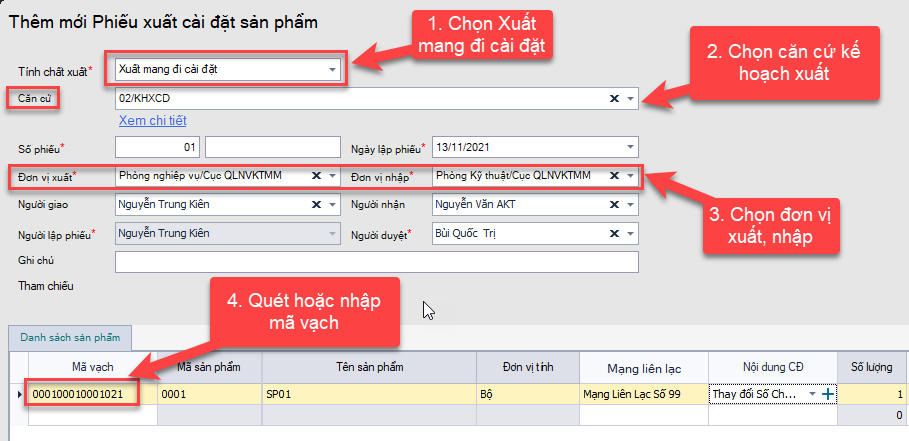 Thêm mới Phiếu xuất cài đặt sản phẩm
1. Chọn Xuất
mang đi cài đặt
2. Chọn căn cứ kế
hoạch xuất
Tính chất xuất* Xuất mang đi cài đặt
Căn cứ 02/KHXCD
Xem chi tiết
Số phiếu* 01 Ngày lập phiếu* 13/11/2021
Đơn vị xuất* Phòng nghiệp vụ/Cục QLNVKTMM Đơn vị nhập* Phòng Kỹ thuật/Cục QLNVKTMM
Người giao Nguyễn Trung Kiên Người nhận Nguyễn Văn AKT
3. Chọn đơn vị
xuất, nhập
Người lập phiếu* Nguyễn Trung Kiên Người duyệt* Bùi Quốc Trị
Ghi chú
Tham chiếu
4. Quét hoặc nhập
mã vạch
Danh sách sản phẩm
Mã vạch Mã sản phẩm Tên sản phẩm Đơn vị tính Mạng liên lạc Nội dung CĐ Số lượng
000100010001021 0001 SP01 Bộ Mạng Liên Lạc Số 99 Thay đổi Số Ch... 1
0